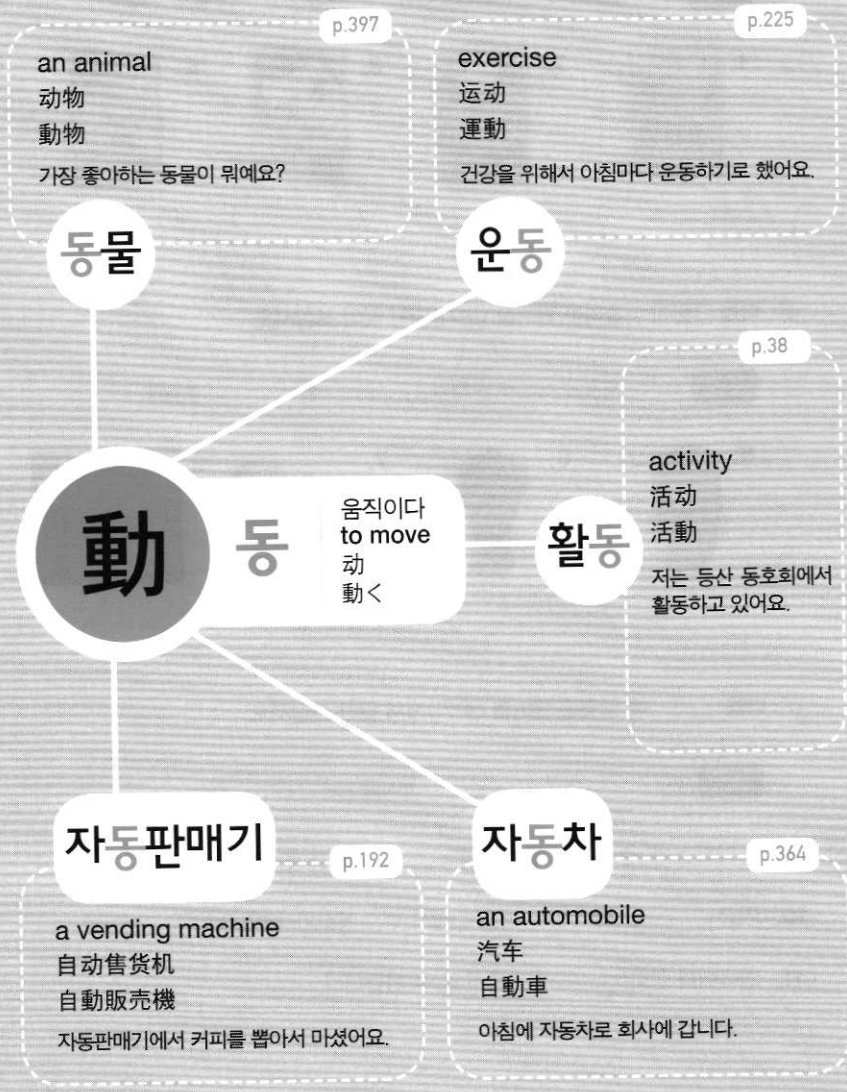 p.397
an animal
动物
動物
가장 좋아하는 동물이 뭐예요?
동물
p.225
exercise
运动
運動
건강을 위해서 아침마다 운동하기로 했어요.
운동
動
동
움직이다
to move
动
動く
활동
p.38
activity
活动
活動
저는 등산 동호회에서
활동하고 있어요.
자동판매기
p.192
a vending machine
自动售货机
自動販売機
자동판매기에서 커피를 뽑아서 마셨어요.
자동차
p.364
an automobile
汽车
自動車
아침에 자동차로 회사에 갑니다.